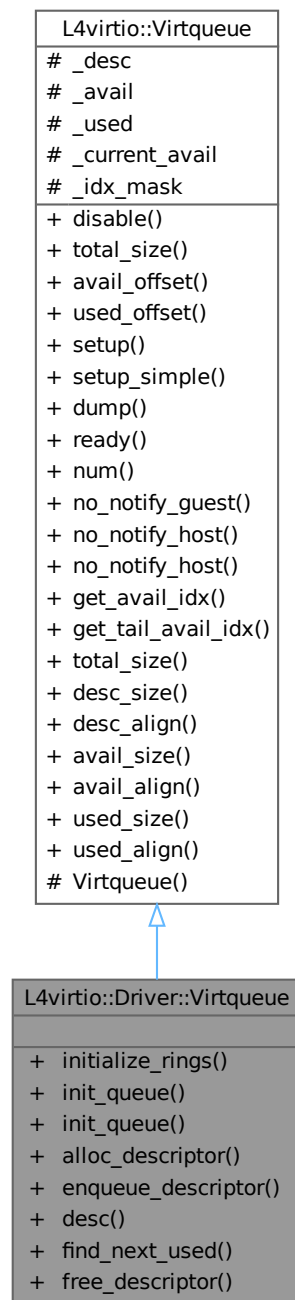 L4virtio::Virtqueue
# _desc
# _avail
# _used
# _current_avail
# _idx_mask
+ disable()
+ total_size()
+ avail_offset()
+ used_offset()
+ setup()
+ setup_simple()
+ dump()
+ ready()
+ num()
+ no_notify_guest()
+ no_notify_host()
+ no_notify_host()
+ get_avail_idx()
+ get_tail_avail_idx()
+ total_size()
+ desc_size()
+ desc_align()
+ avail_size()
+ avail_align()
+ used_size()
+ used_align()
# Virtqueue()
L4virtio::Driver::Virtqueue
+ initialize_rings()
+ init_queue()
+ init_queue()
+ alloc_descriptor()
+ enqueue_descriptor()
+ desc()
+ find_next_used()
+ free_descriptor()